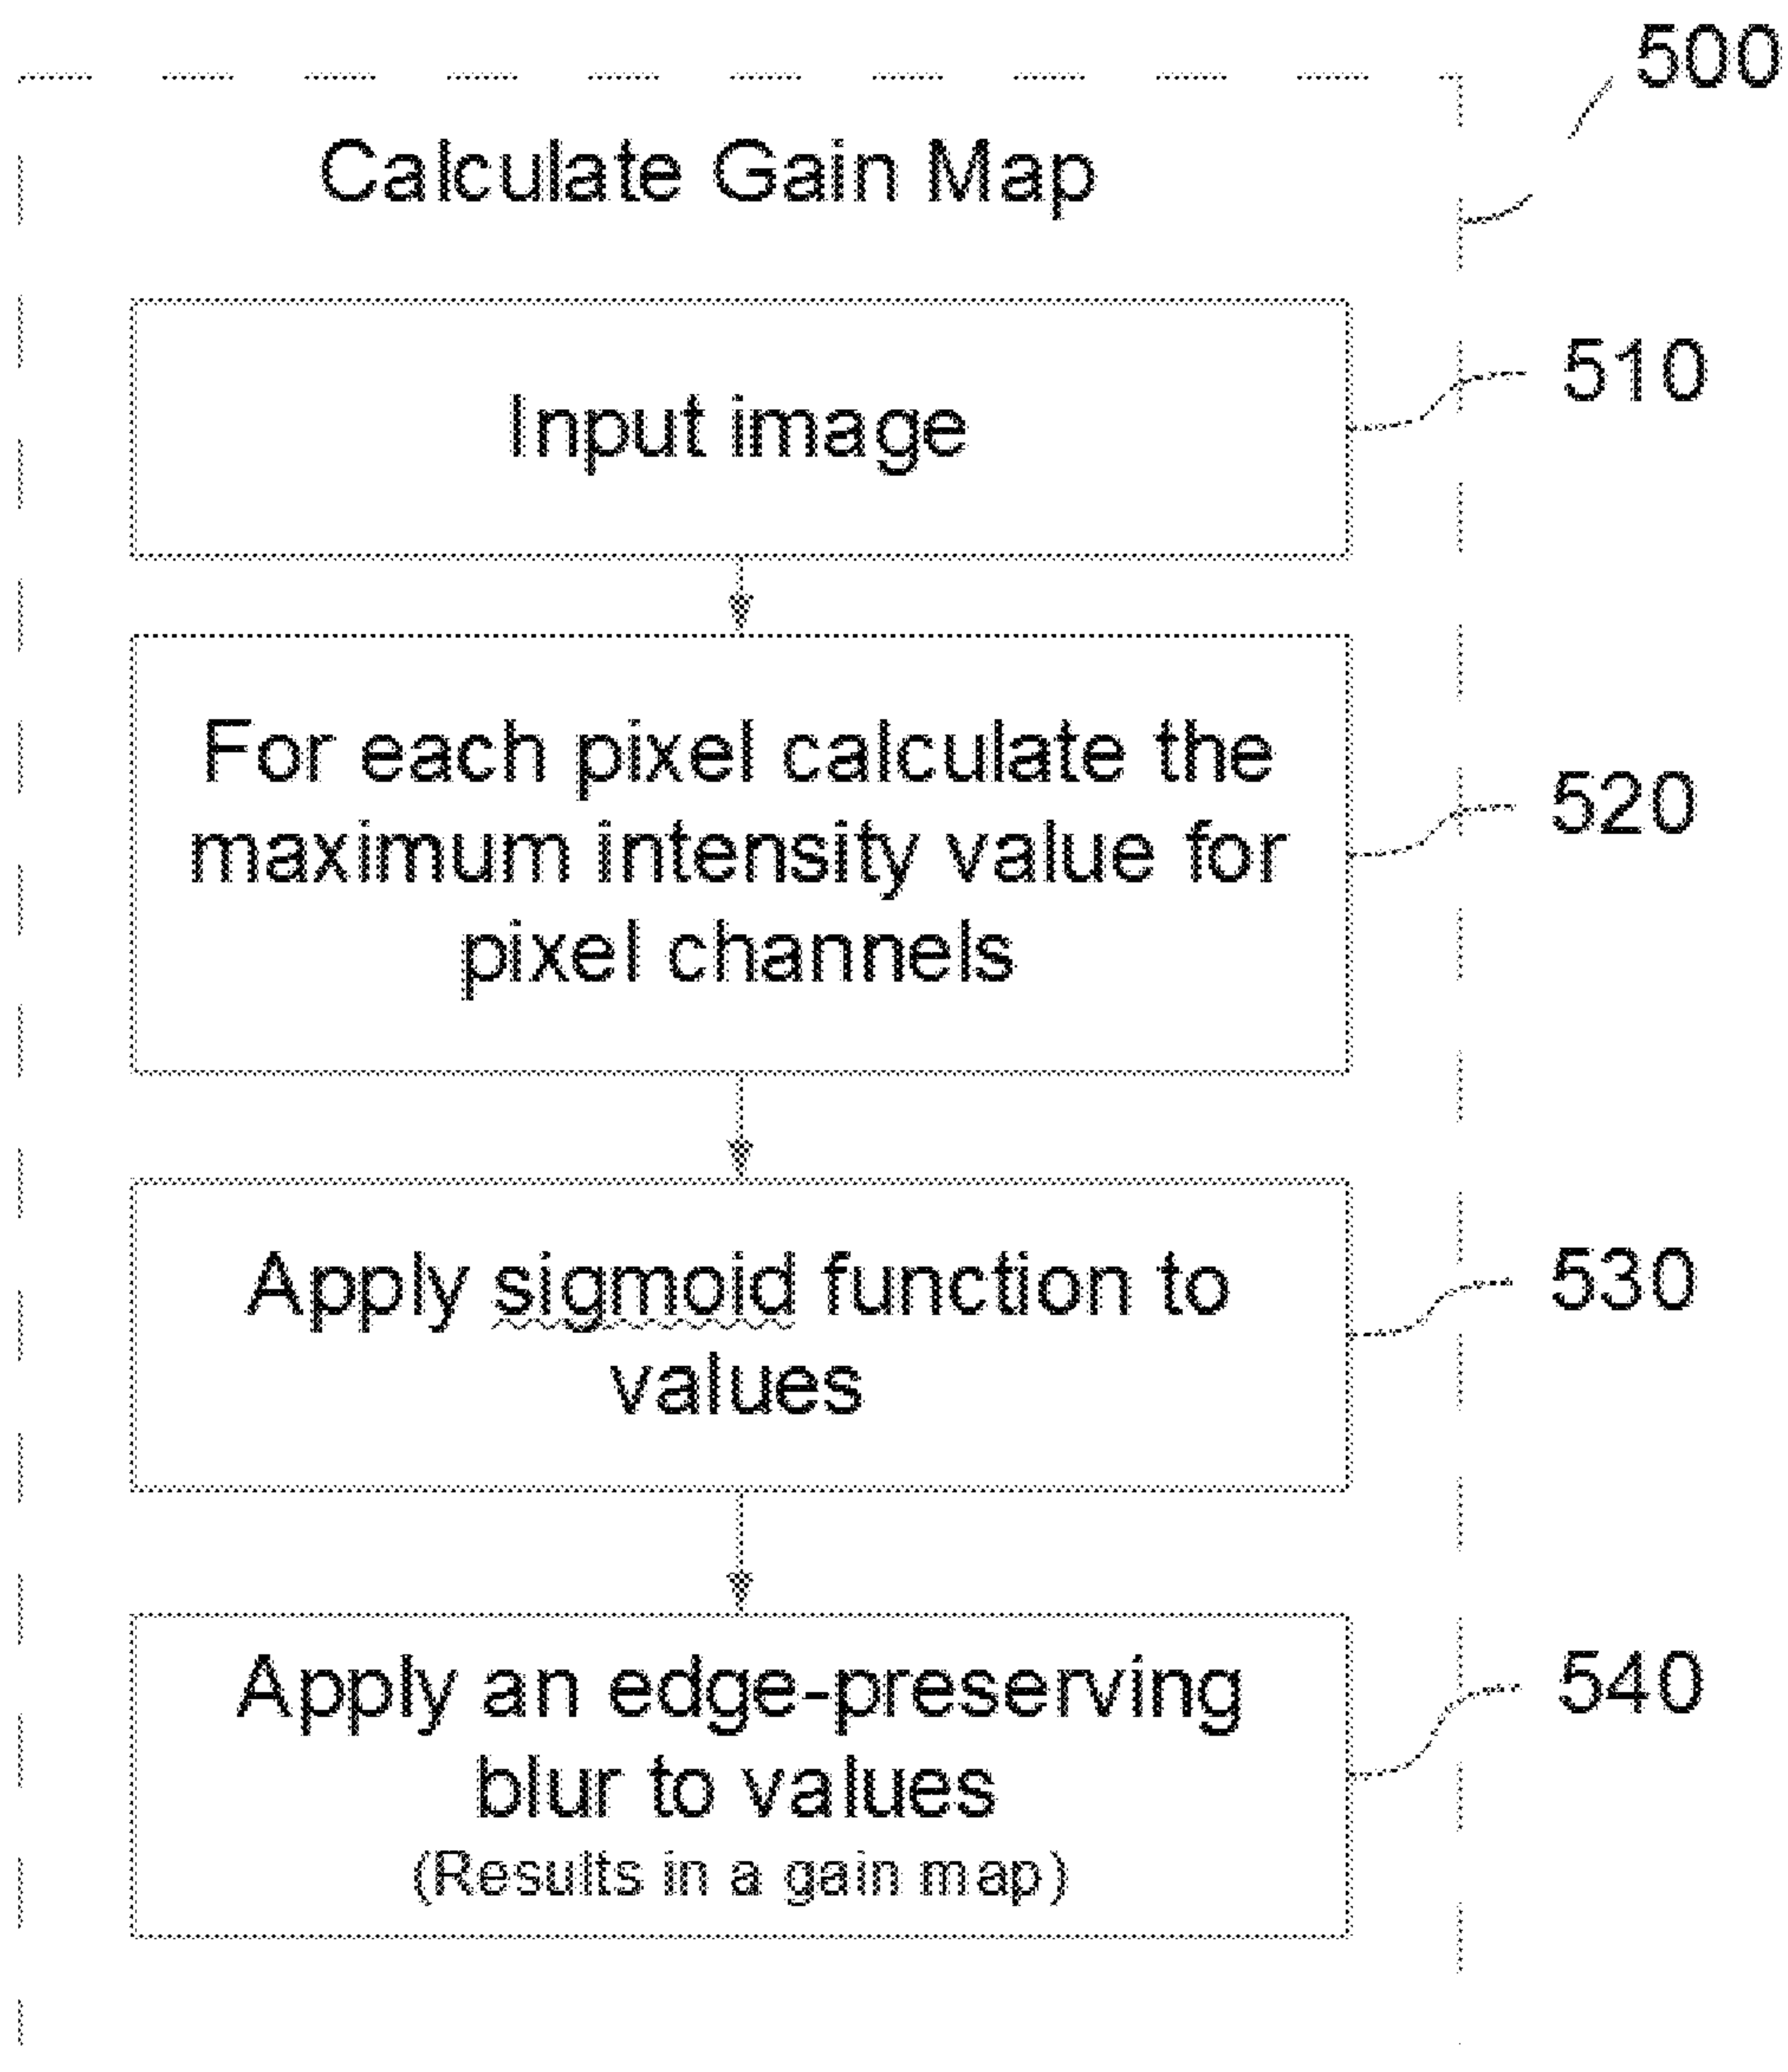 500
Calculate Gain Map
Input image
510
For each pixel calculate the
maximum intensity value for
pixel channels
520
Apply sigmoid function to
values
530
Apply an edge-preserving
blur to values
(Results in a gain map)
540